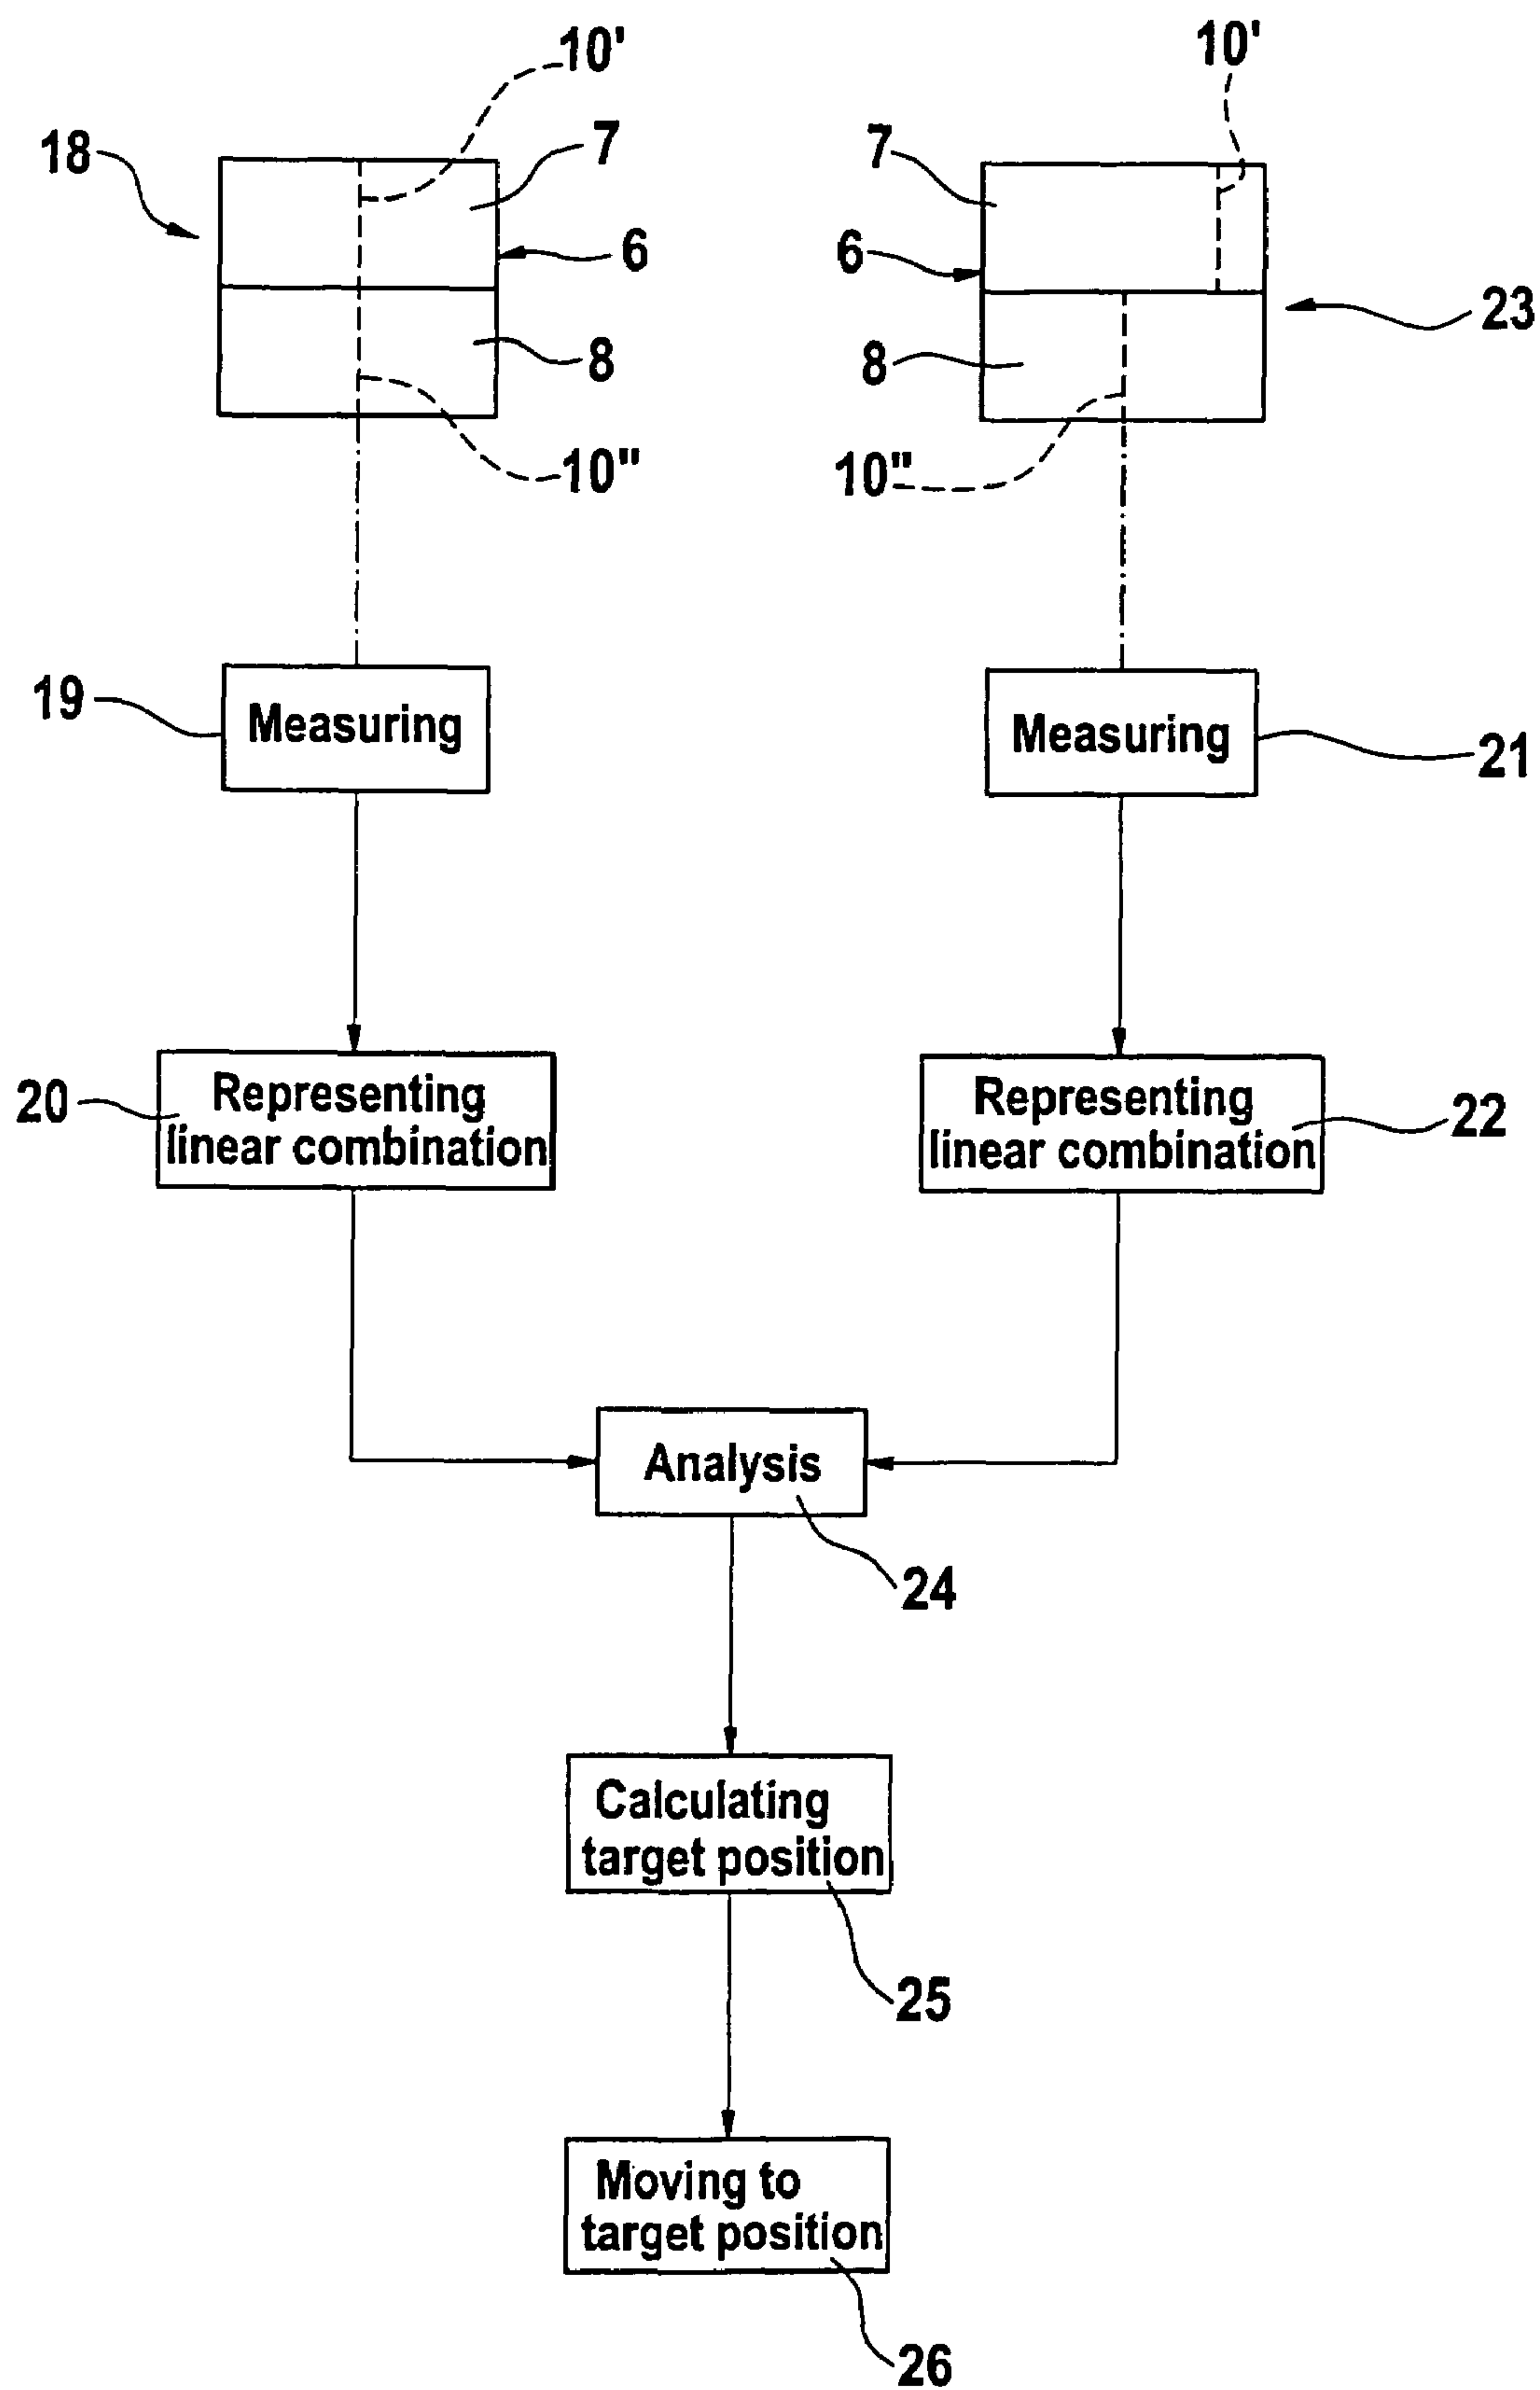 10'
10'
18
7
7
6
6
23
8
8
10"
10"
19
Measuring
Measuring
21
20
Representing
linear combination
Representing
linear combination
22
Analysis
24
Calculating
target position
25
Moving to
target position
26